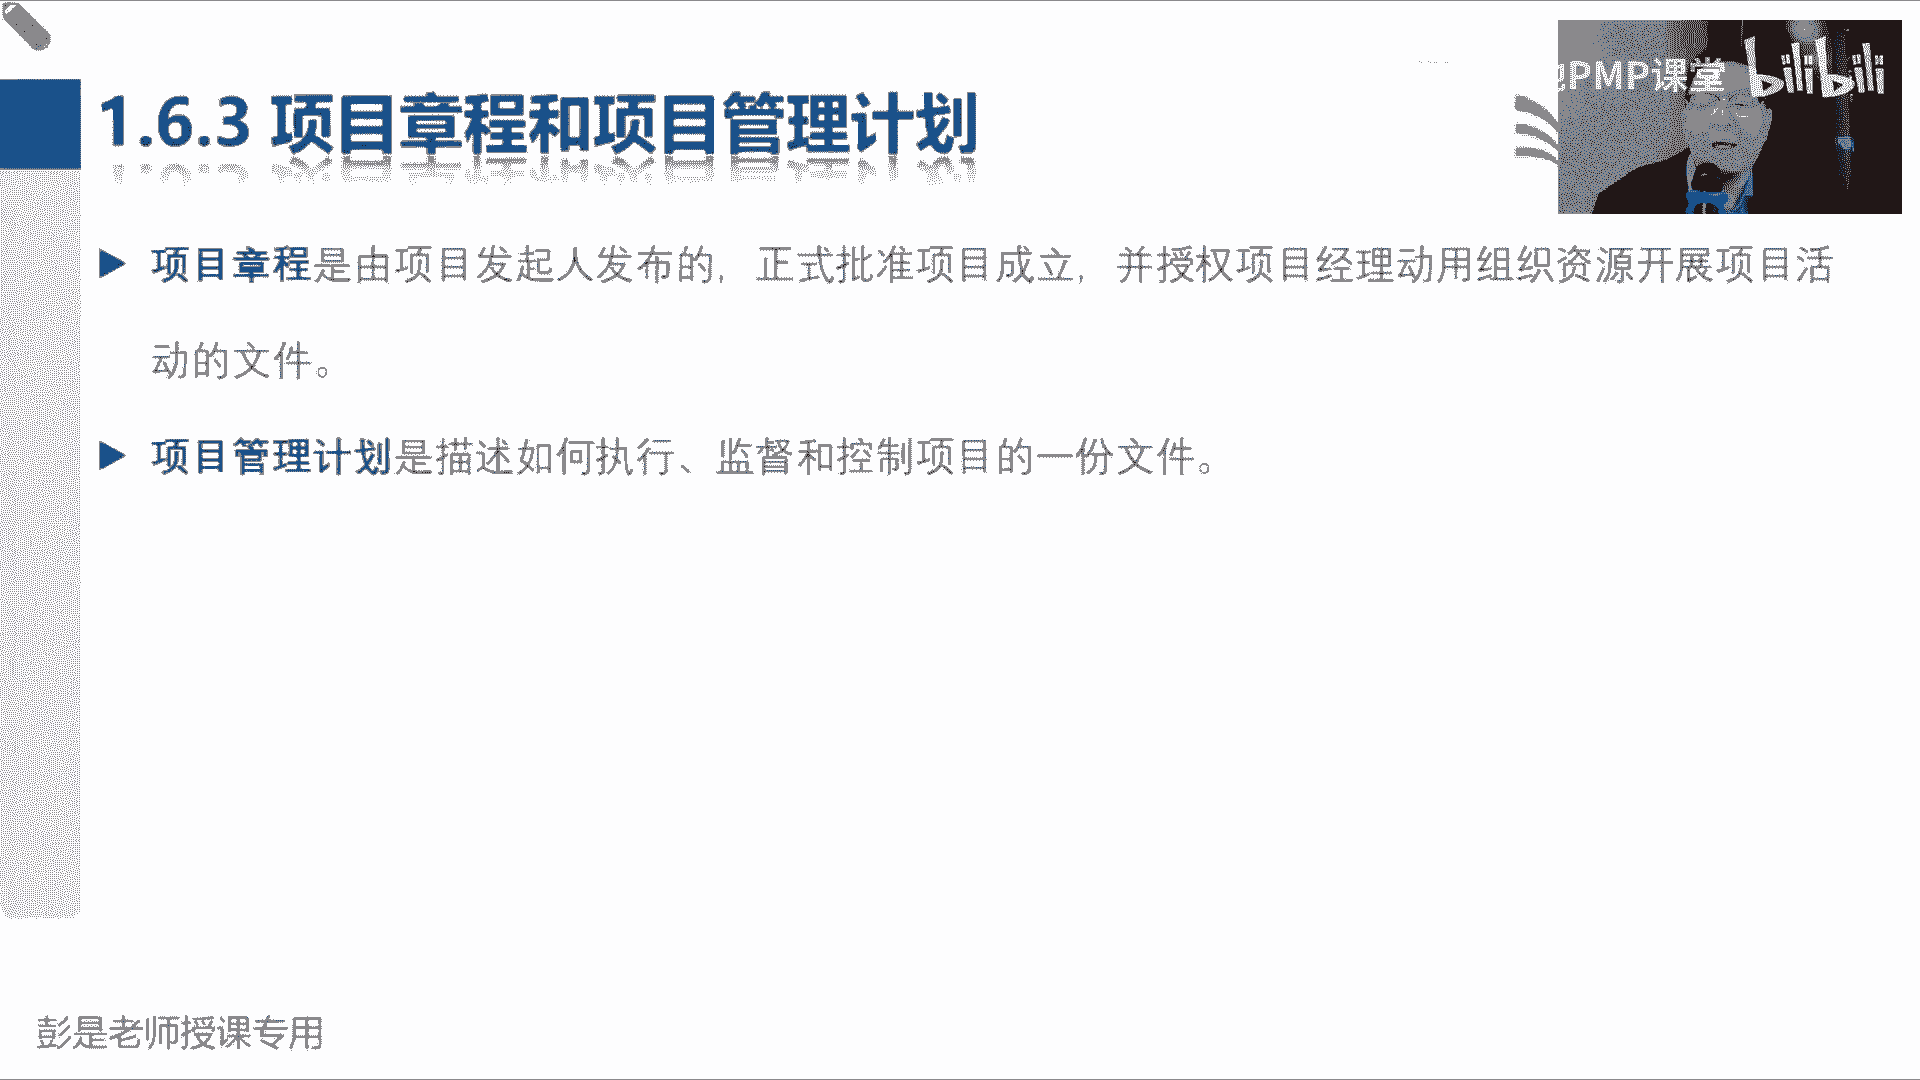 PMP课堂 bilibili
1.6.3 项目章程和项目管理计划
项目章程是由项目发起人发布的，正式批准项目成立，并授权项目经理动用组织资源开展项目活
动的文件。
项目管理计划是描述如何执行、监督和控制项目的一份文件。
彭是老师授课专用